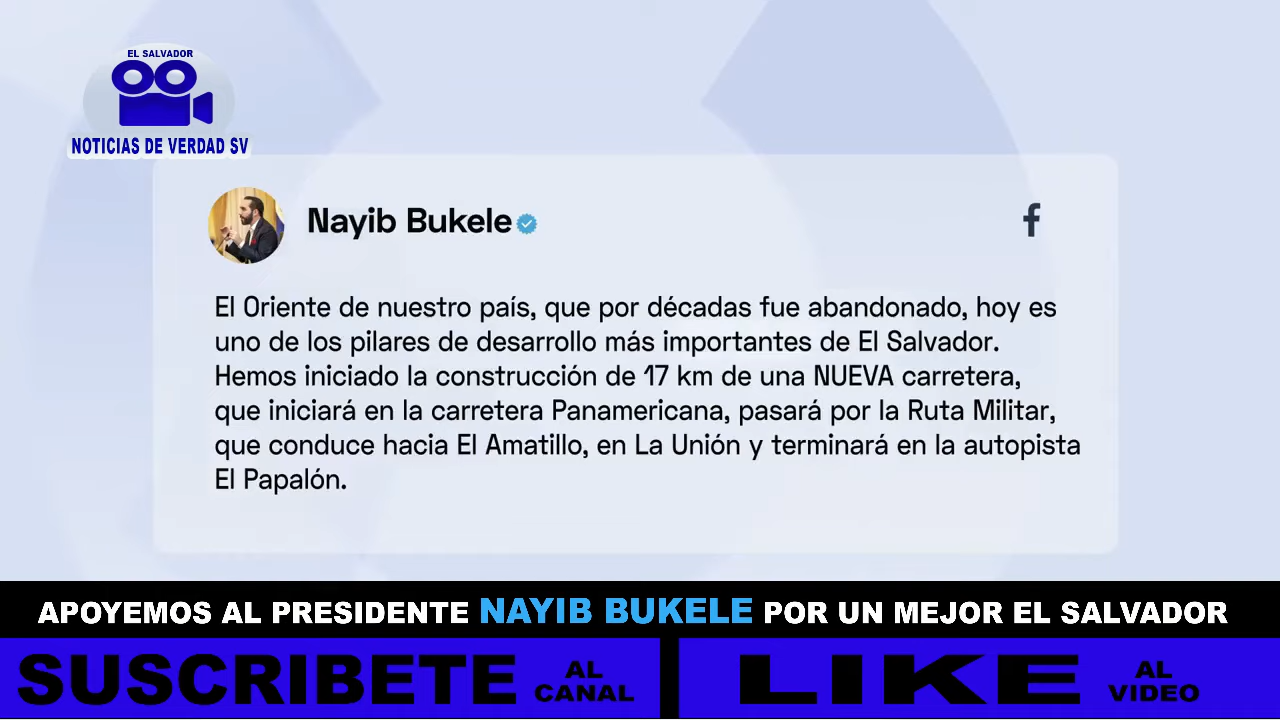 EL SALVADOR
NOTICIAS DE VERDAD SV
Nayib Bukele
El Oriente de nuestro país, que por décadas fue abandonado, hoy es
uno de los pilares de desarrollo más importantes de El Salvador.
Hemos iniciado la construcción de 17 km de una NUEVA carretera,
que iniciará en la carretera Panamericana, pasará por la Ruta Militar,
que conduce hacia El Amatillo, en La Unión y terminará en la autopista
El Papalón.
APOYEMOS AL PRESIDENTE NAYIB BUKELE POR UN MEJOR EL SALVADOR
SUSCRIBETE AL CANAL
LIKE AL VIDEO